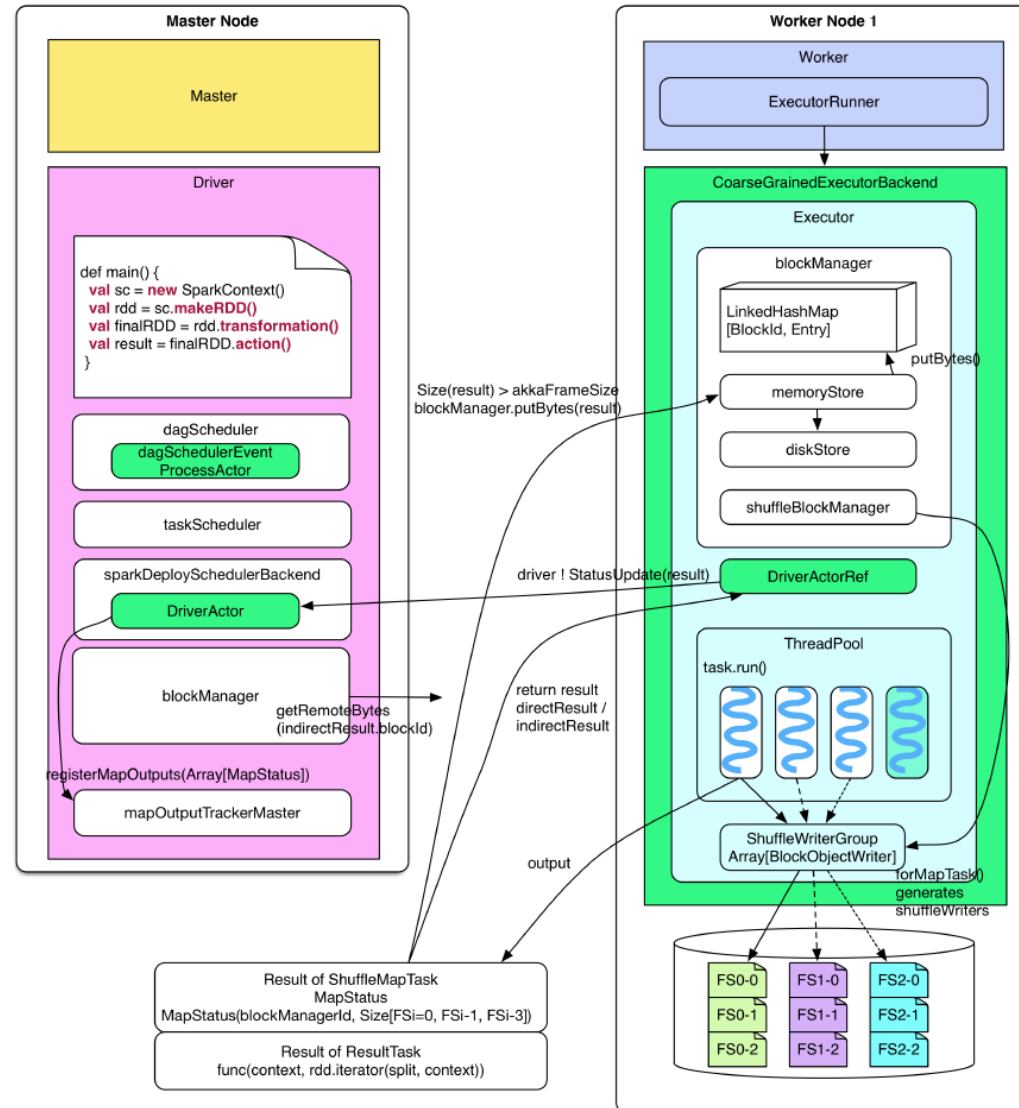 Master Node
Master
Driver
def main() {
val sc = new SparkContext()
val rdd = sc.makeRDD()
val finalRDD = rdd.transformation()
val result = finalRDD.action()
}
dagScheduler
dagSchedulerEvent
ProcessActor
taskScheduler
sparkDeploySchedulerBackend
DriverActor
blockManager
registerMapOutputs(Array[MapStatus])
mapOutputTrackerMaster
Size(result) > akkaFrameSize
blockManager.putBytes(result)
driver ! StatusUpdate(result)
getRemoteBytes
(indirectResult.blockId)
return result
directResult /
indirectResult
output
Result of ShuffleMapTask
MapStatus
MapStatus(blockManagerId, Size[FSi=0, FSi-1, FSi-3])
Result of ResultTask
func(context, rdd.iterator(split, context))
Worker Node 1
Worker
ExecutorRunner
CoarseGrainedExecutorBackend
Executor
blockManager
LinkedHashMap
[BlockId, Entry]
putBytes()
memoryStore
diskStore
shuffleBlockManager
DriverActorRef
ThreadPool
task.run()
ShuffleWriterGroup
Array[BlockObjectWriter]
forMapTask()
generates
shuffleWriters
FS0-0 FS1-0 FS2-0
FS0-1 FS1-1 FS2-1
FS0-2 FS1-2 FS2-2